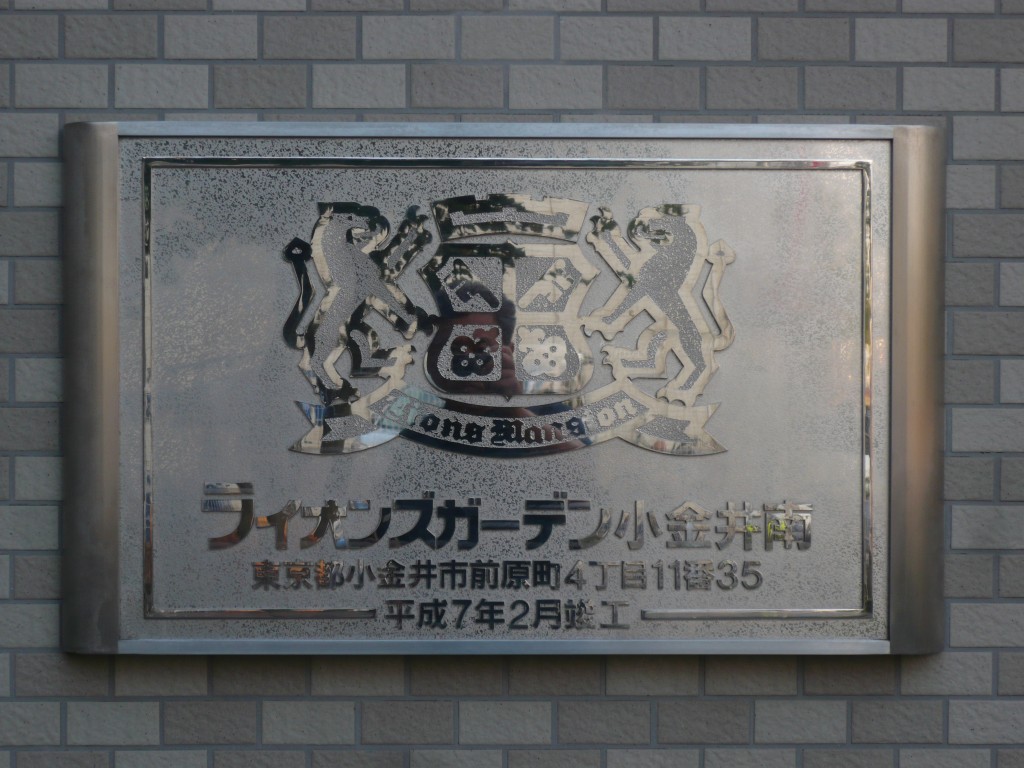 Lions Mansion
ライオンズガーデン小金井南
東京都小金井市前原町4丁目11番35
平成7年2月竣工